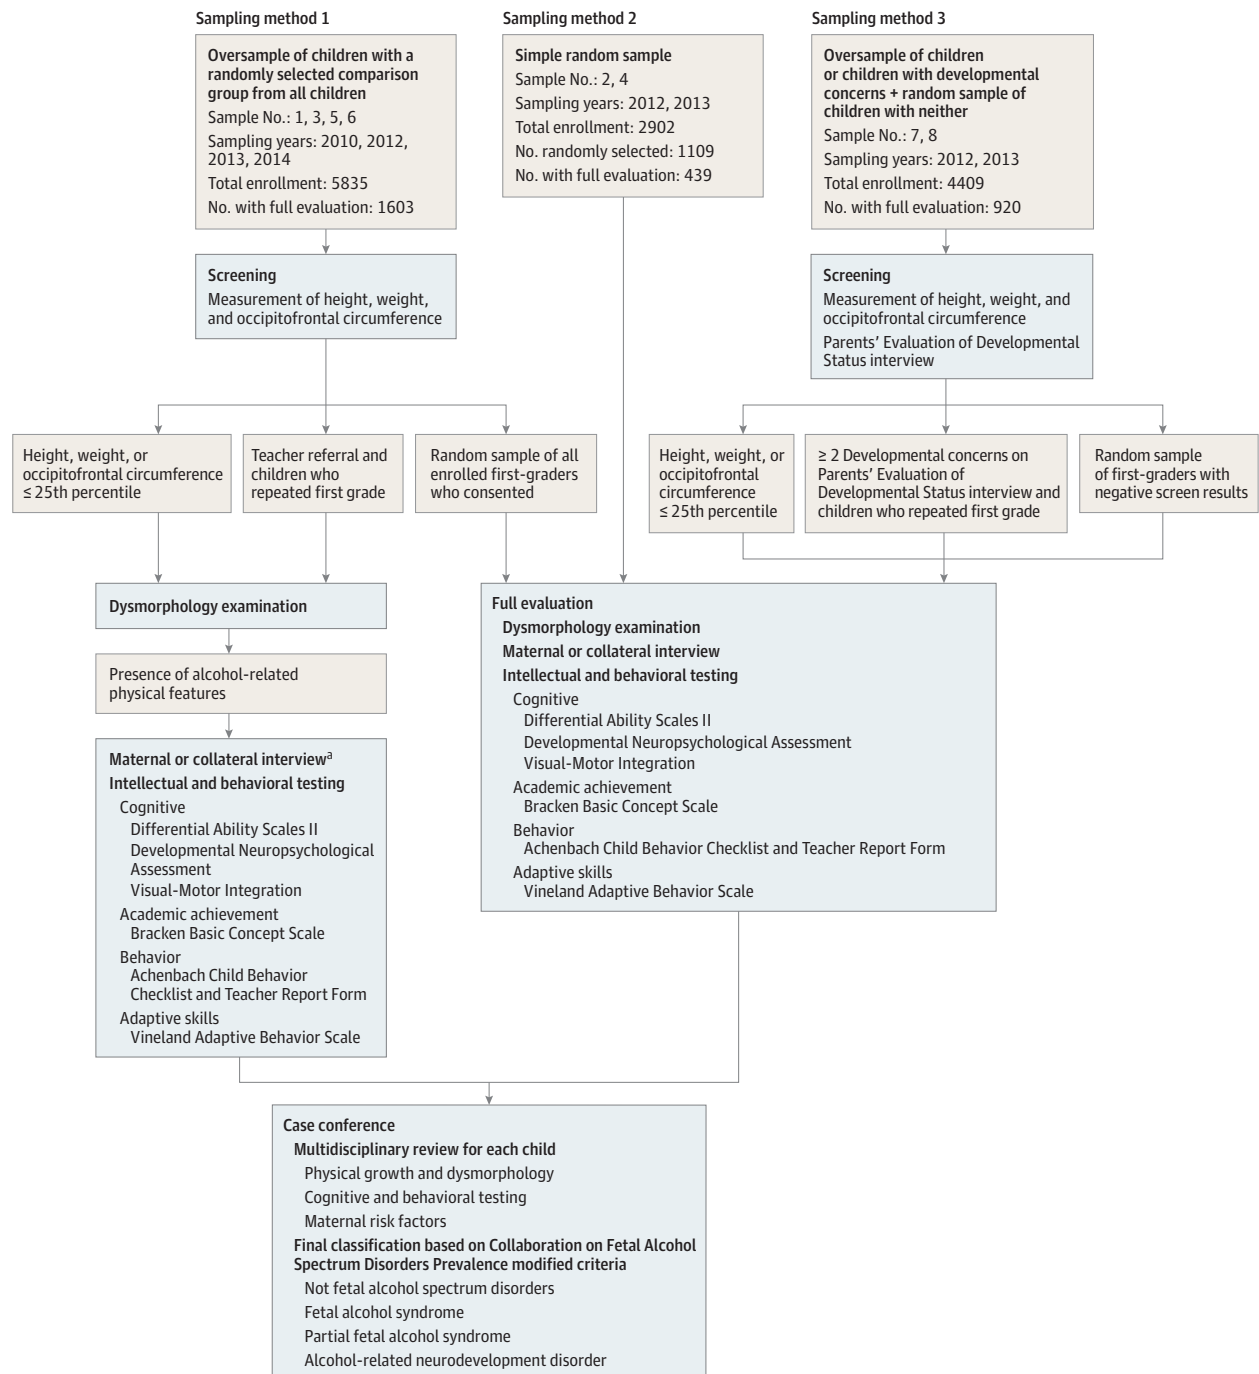 Sampling method 1
Oversample of children with a
randomly selected comparison
group from all children
Sample No.: 1, 3, 5, 6
Sampling years: 2010, 2012,
2013, 2014
Total enrollment: 5835
No. with full evaluation: 1603
Sampling method 2
Simple random sample
Sample No.: 2, 4
Sampling years: 2012, 2013
Total enrollment: 2902
No. randomly selected: 1109
No. with full evaluation: 439
Sampling method 3
Oversample of children
or children with developmental
concerns + random sample of
children with neither
Sample No.: 7, 8
Sampling years: 2012, 2013
Total enrollment: 4409
No. with full evaluation: 920
Screening
Measurement of height, weight,
and occipitofrontal circumference
Screening
Measurement of height, weight, and
occipitofrontal circumference
Parents’ Evaluation of Developmental
Status interview
Height, weight, or
occipitofrontal circumference
≤ 25th percentile
Teacher referral and
children who
repeated first grade
Random sample of all
enrolled first-graders
who consented
Height, weight, or
occipitofrontal
circumference
≤ 25th percentile
≥ 2 Developmental concerns on
Parents’ Evaluation of
Developmental Status interview and
children who repeated first grade
Random sample
of first-graders with
negative screen results
Dysmorphology examination
Presence of alcohol-related
physical features
Maternal or collateral interviewa
Intellectual and behavioral testing
Cognitive
Differential Ability Scales II
Developmental Neuropsychological
Assessment
Visual-Motor Integration
Academic achievement
Bracken Basic Concept Scale
Behavior
Achenbach Child Behavior
Checklist and Teacher Report Form
Adaptive skills
Vineland Adaptive Behavior Scale
Full evaluation
Dysmorphology examination
Maternal or collateral interview
Intellectual and behavioral testing
Cognitive
Differential Ability Scales II
Developmental Neuropsychological Assessment
Visual-Motor Integration
Academic achievement
Bracken Basic Concept Scale
Behavior
Achenbach Child Behavior Checklist and Teacher Report Form
Adaptive skills
Vineland Adaptive Behavior Scale
Case conference
Multidisciplinary review for each child
Physical growth and dysmorphology
Cognitive and behavioral testing
Maternal risk factors
Final classification based on Collaboration on Fetal Alcohol
Spectrum Disorders Prevalence modified criteria
Not fetal alcohol spectrum disorders
Fetal alcohol syndrome
Partial fetal alcohol syndrome
Alcohol-related neurodevelopment disorder